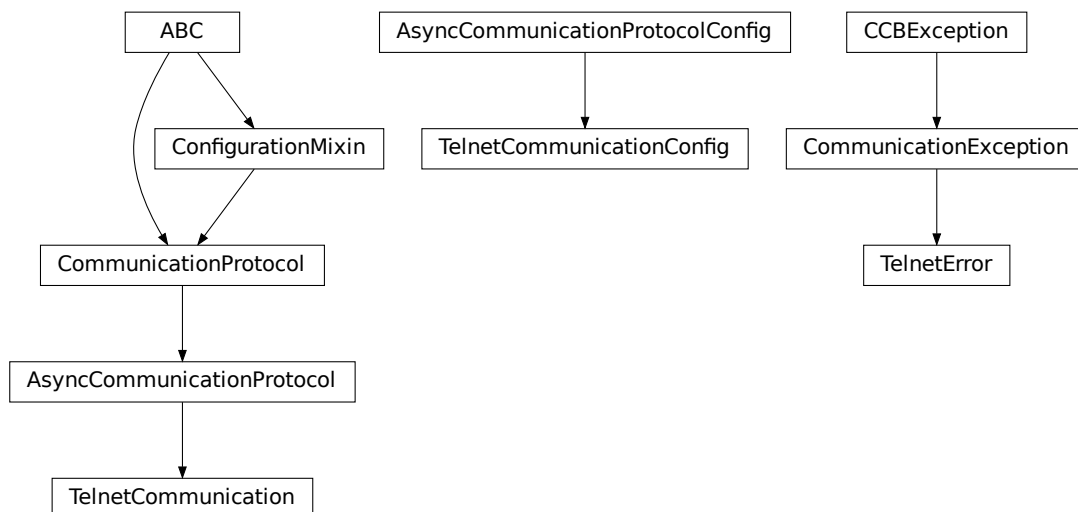 ABC
AsyncCommunicationProtocolConfig
CCBException
ConfigurationMixin
TelnetCommunicationConfig
CommunicationException
CommunicationProtocol
TelnetError
AsyncCommunicationProtocol
TelnetCommunication